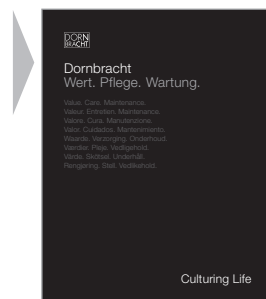 DORN
BRACHT
Dornbracht
Wert. Pflege. Wartung.
Value. Care. Maintenance.
Valeur. Entretien. Maintenance.
Valore. Cura. Manutenzione.
Valor. Cuidados. Mantenimiento.
Waarde. Verzorging. Onderhoud.
Værdier. Pleje. Vedligehold.
Värde. Skötsel. Underhåll.
Rengjøring. Stell. Vedlikehold.
Culturing Life